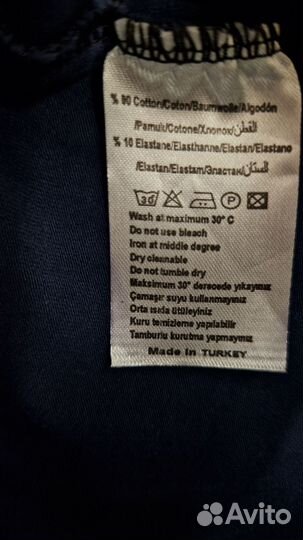 % 90 Cotton/Coton/Baumwolle/Algodón
/Pamuk/Cotone/Хлопок/القطن
% 10 Elastane/Elasthanne/Elastan/Elastano
/Elastan/Elastam/Эластан/
30 P
Wash at maximum 30° C
Do not use bleach
Iron at middle degree
Dry cleanable
Do not tumble dry
Maksimum 30° derecede yıkayınız
Çamaşır suyu kullanmayınız
Orta ısıda ütüleyiniz
Kuru temizleme yapılabilir
Tamburlu kurutma yapmayınız
Made in TURKEY
Avito